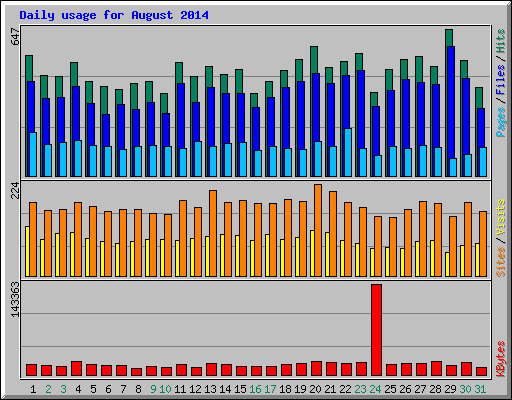 Daily usage for August 2014
647
Pages / Files / Hits
224
Sites / Visits
143363
KBytes
1 2 3 4 5 6 7 8 9 10 11 12 13 14 15 16 17 18 19 20 21 22 23 24 25 26 27 28 29 30 31